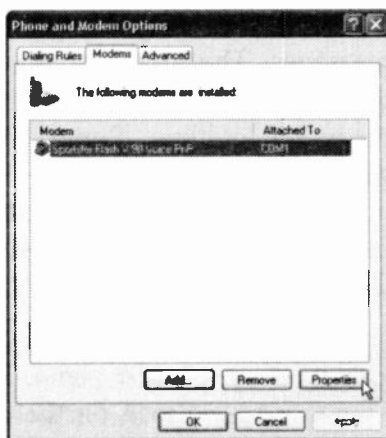 Phone and Modem Options
Dialing Rules Modems Advanced
The following modems are installed:
Modem Attached To
Sportster Flash V.90 Voice PnP COM1
Add... Remove Properties
OK Cancel Apply